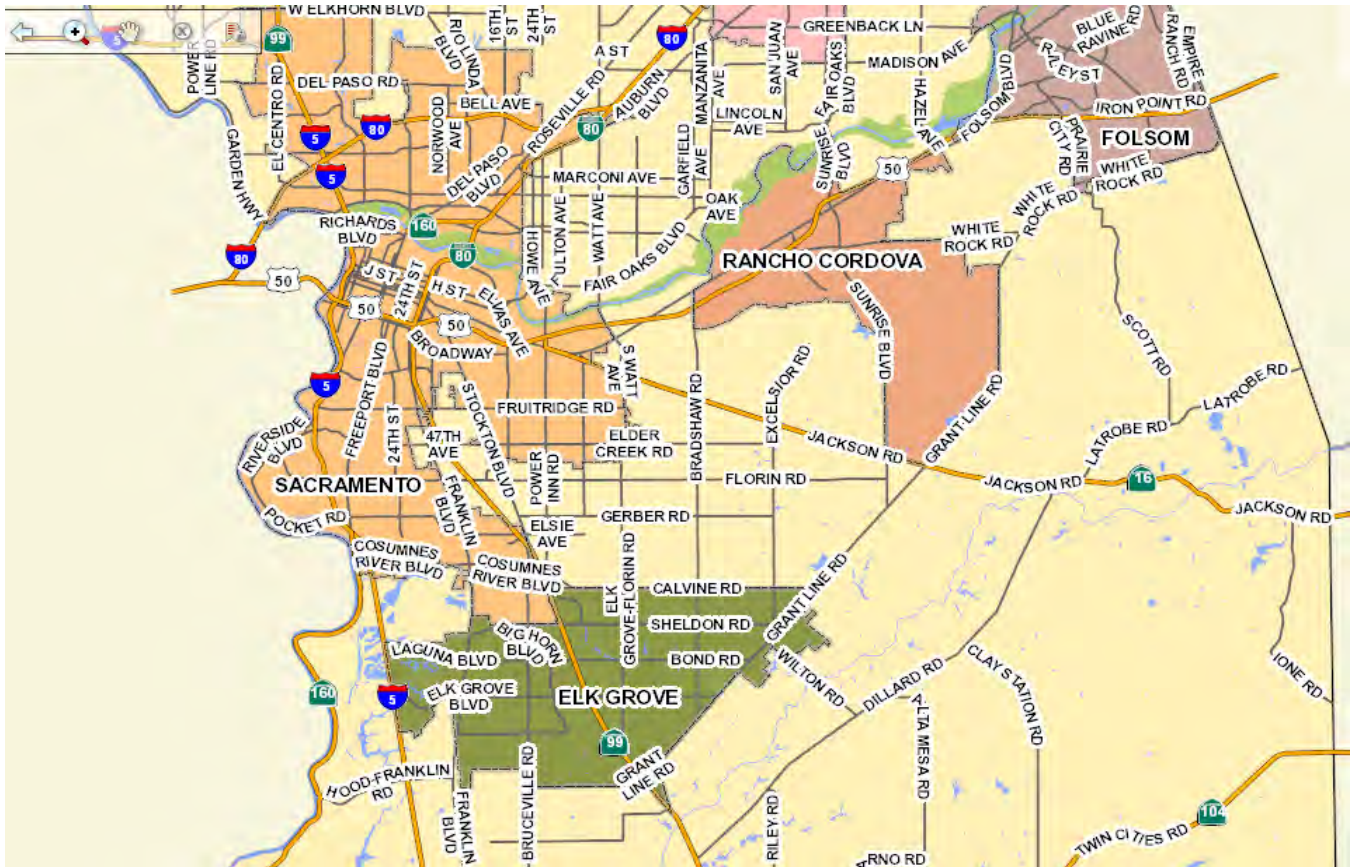 W ELKHORN BLVD
16TH
ST
24TH
ST
GREENBACK LN
99
5
80
A ST
RIO LINDA
BLVD
POWER
LINE RD
MANZANITA
AVE
SAN JUAN
AVE
FAIR OAKS
BLVD
MADISON AVE
BLUE
RAVINE RD
RILEY ST
EMPIRE
RANCH RD
DEL PASO RD
EL CENTRO RD
BELL AVE
NORWOOD
AVE
ROSEVILLE RD
AUBURN
BLVD
LINCOLN
AVE
HAZEL AVE
FOLSOM BLVD
IRON POINT RD
5
80
80
FOLSOM
PRAIRIE
CITY RD
GARDEN HWY
5
DEL PASO
BLVD
MARCONI AVE
GARFIELD
AVE
SUNRISE
BLVD
50
WHITE
ROCK RD
WHITE
ROCK RD
OAK
AVE
RICHARDS
BLVD
160
80
80
HOWE
AVE
FULTON AVE
WATT AVE
FAIR OAKS BLVD
WHITE
ROCK RD
RANCHO CORDOVA
50
J ST
24TH ST
H ST
ELVAS AVE
50
50
BROADWAY
SUNRISE BLVD
SCOTT RD
S WATT
AVE
5
FREEPORT BLVD
STOCKTON BLVD
FRUITRIDGE RD
BRADSHAW RD
EXCELSIOR RD
LATROBE RD
RIVERSIDE
BLVD
24TH ST
47TH
AVE
ELDER
CREEK RD
JACKSON RD
GRANT LINE RD
LATROBE RD
SACRAMENTO
FRANKLIN
BLVD
POWER
INN RD
FLORIN RD
JACKSON RD
16
JACKSON RD
POCKET RD
ELSIE
AVE
GERBER RD
COSUMNES
RIVER BLVD
COSUMNES
RIVER BLVD
ELK
GROVE-FLORIN RD
CALVINE RD
GRANT LINE RD
SHELDON RD
BIG HORN
BLVD
LAGUNA BLVD
BOND RD
WILTON RD
DILLARD RD
CLAY STATION RD
IONE RD
160
5
ELK GROVE
BLVD
ELK GROVE
ALTA MESA RD
99
GRANT
LINE RD
HOOD-FRANKLIN
RD
FRANKLIN
BLVD
BRUCEVILLE RD
RILEY RD
104
TWIN CITIES RD
ARNO RD